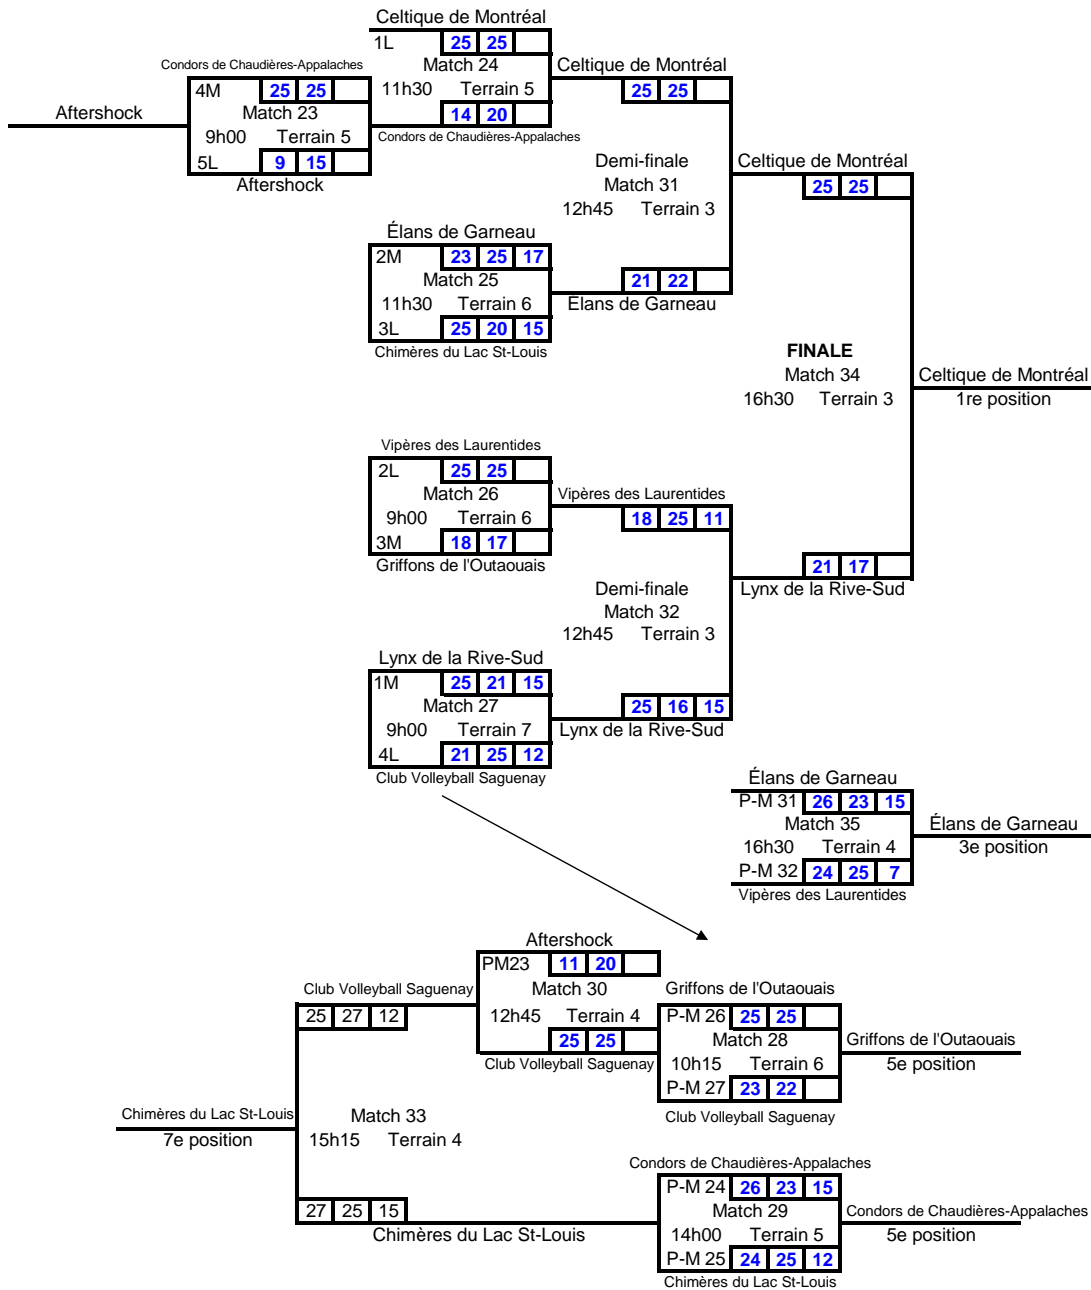 Celtique de Montréal
1L 25 25
Match 24
11h30 Terrain 5
14 20
Condors de Chaudières-Appalaches
Condors de Chaudières-Appalaches
4M 25 25
Match 23
9h00 Terrain 5
5L 9 15
Aftershock
Aftershock
Celtique de Montréal
25 25
Demi-finale
Match 31
12h45 Terrain 3
21 22
Élans de Garneau
Élans de Garneau
2M 23 25 17
Match 25
11h30 Terrain 6
3L 25 20 15
Chimères du Lac St-Louis
Celtique de Montréal
25 25
FINALE
Match 34
16h30 Terrain 3
21 17
Lynx de la Rive-Sud
Celtique de Montréal
1re position
Vipères des Laurentides
2L 25 25
Match 26
9h00 Terrain 6
3M 18 17
Griffons de l'Outaouais
Vipères des Laurentides
18 25 11
Demi-finale
Match 32
12h45 Terrain 3
25 16 15
Lynx de la Rive-Sud
Lynx de la Rive-Sud
1M 25 21 15
Match 27
9h00 Terrain 7
4L 21 25 12
Club Volleyball Saguenay
Élans de Garneau
P-M 31 26 23 15
Match 35
16h30 Terrain 4
P-M 32 24 25 7
Vipères des Laurentides
Élans de Garneau
3e position
Aftershock
PM23 11 20
Match 30
12h45 Terrain 4
25 25
Club Volleyball Saguenay
Griffons de l'Outaouais
P-M 26 25 25
Match 28
10h15 Terrain 6
P-M 27 23 22
Club Volleyball Saguenay
Griffons de l'Outaouais
5e position
Club Volleyball Saguenay
25 27 12
Match 33
15h15 Terrain 4
27 25 15
Chimères du Lac St-Louis
Chimères du Lac St-Louis
7e position
Condors de Chaudières-Appalaches
P-M 24 26 23 15
Match 29
14h00 Terrain 5
P-M 25 24 25 12
Chimères du Lac St-Louis
Condors de Chaudières-Appalaches
5e position